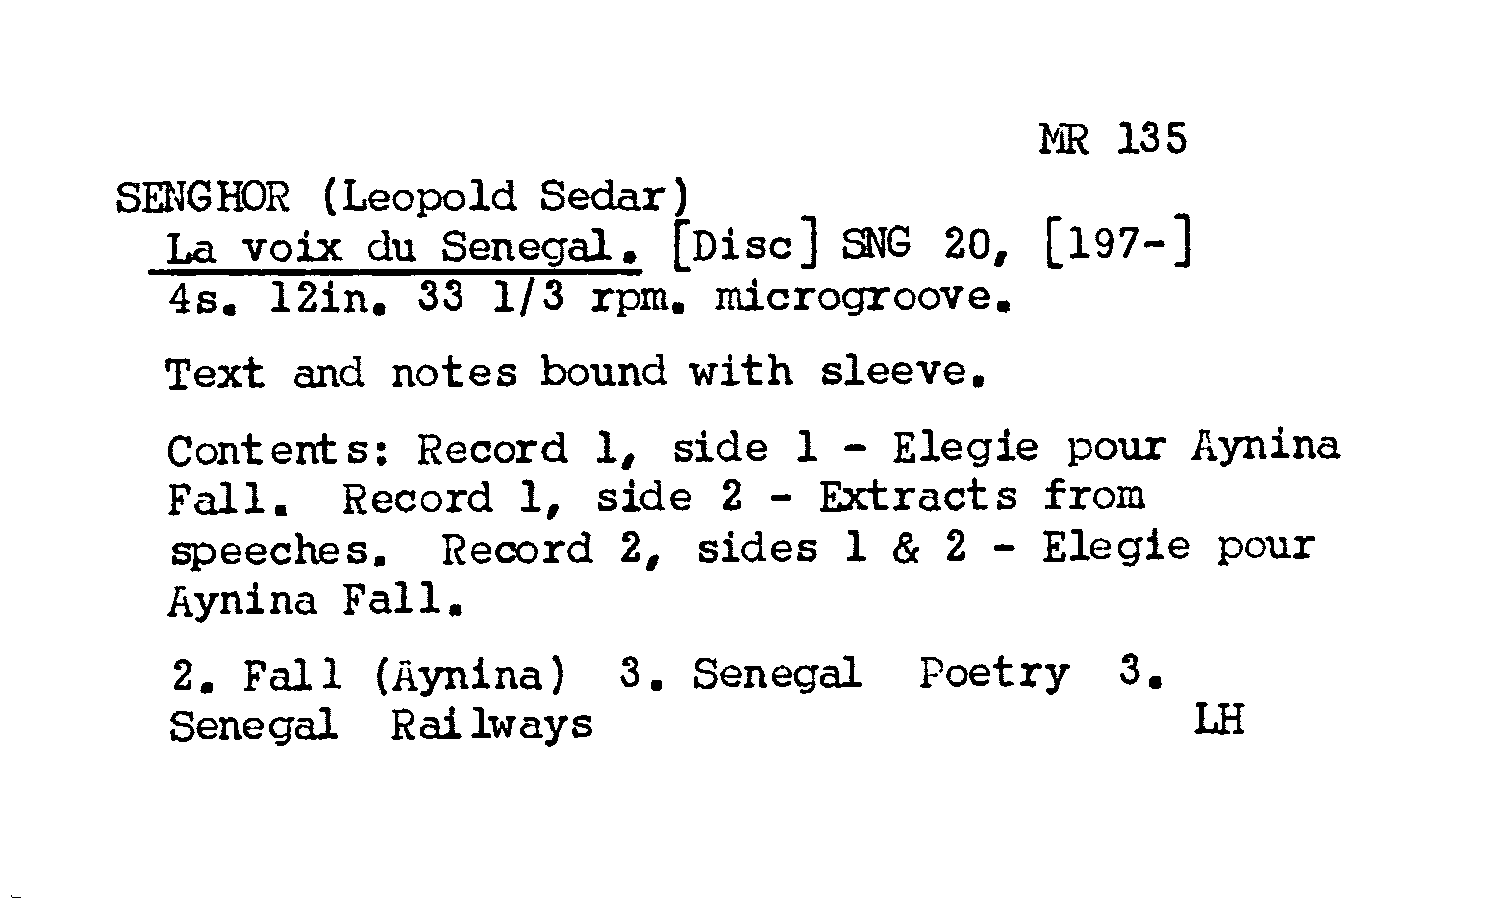 MR 135
SENGHOR (Leopold Sedar)
La voix du Senegal. [Disc] SNG 20, [197-]
4s. 12in. 33 1/3 rpm. microgroove.
Text and notes bound with sleeve.
Contents: Record 1, side 1 - Elegie pour Aynina
Fall. Record 1, side 2 - Extracts from
speeches. Record 2, sides 1 & 2 - Elegie pour
Aynina Fall.
2. Fall (Aynina) 3. Senegal Poetry 3.
Senegal Railways LH